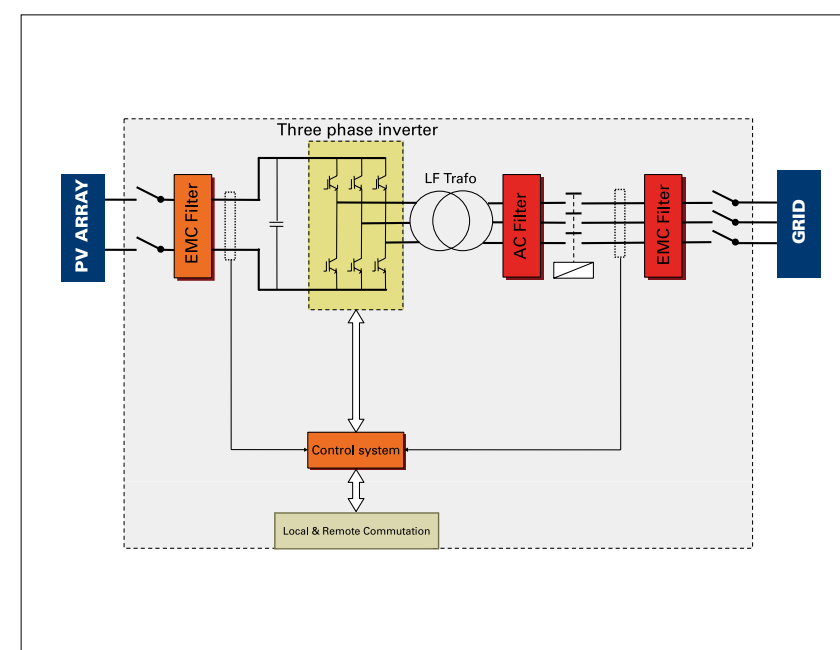 Three phase inverter
PV ARRAY
EMC Filter
LF Trafo
AC Filter
EMC Filter
GRID
Control system
Local & Remote Commutation